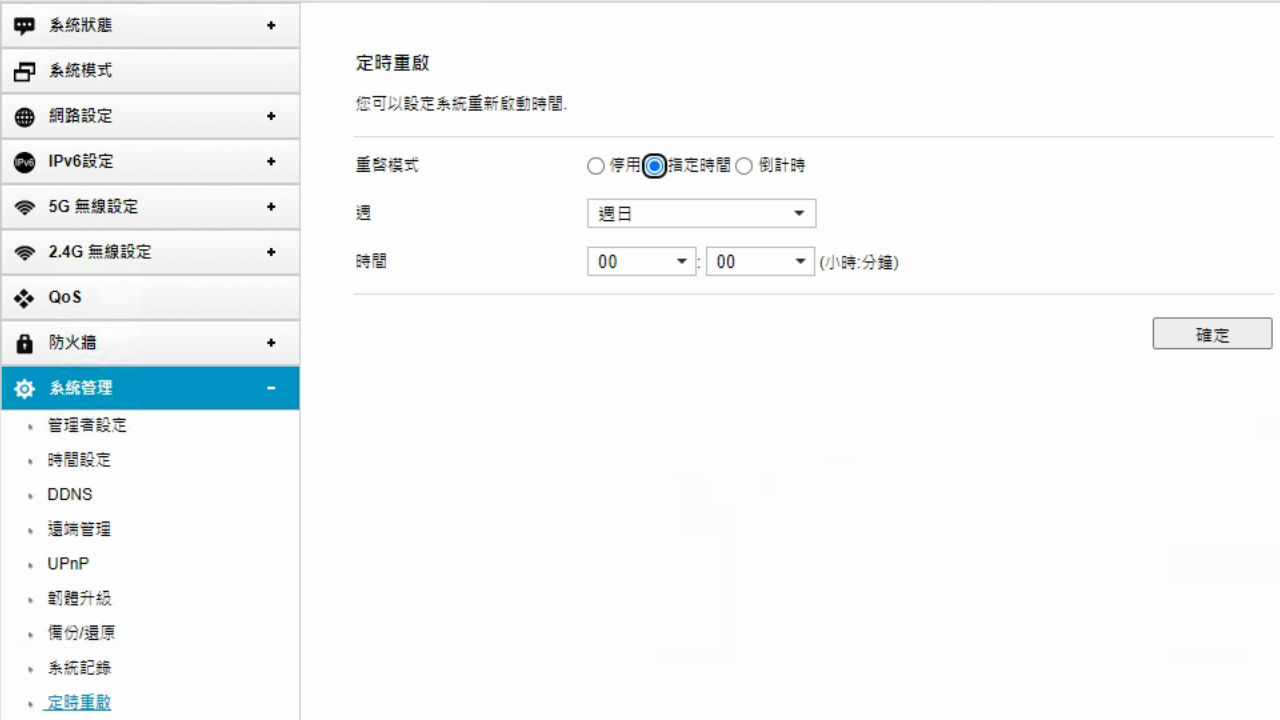 系統狀態 +
系統模式
網路設定 +
IPv6 IPv6設定 +
5G 無線設定 +
2.4G 無線設定 +
QoS
防火牆 +
系統管理 -
管理者設定
時間設定
DDNS
遠端管理
UPnP
韌體升級
備份/還原
系統記錄
定時重啟
定時重啟
您可以設定系統重新啟動時間.
重啓模式 停用 指定時間 倒計時
週 週日
時間 00 : 00 (小時:分鐘)
確定